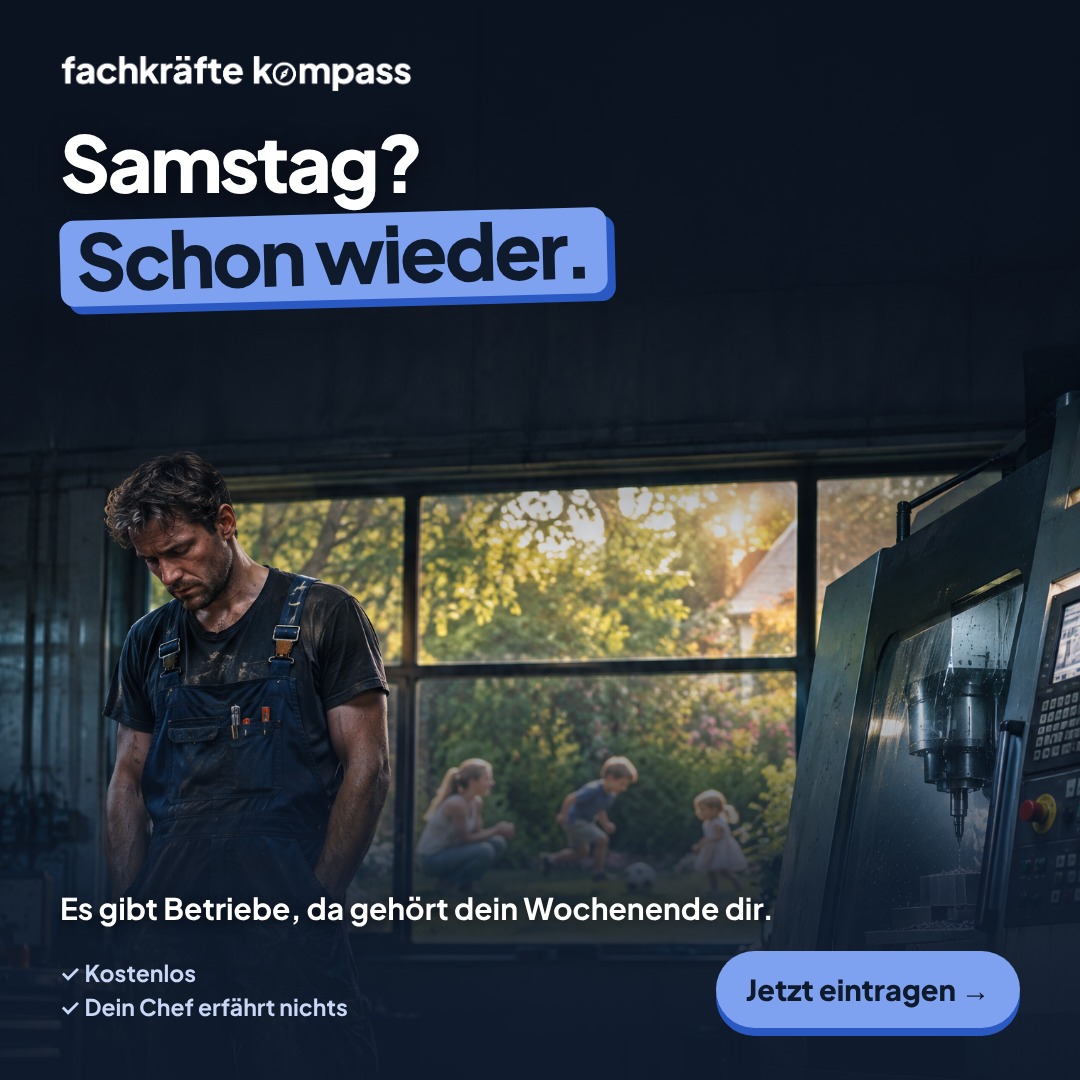 fachkräfte kompass
Samstag?
Schon wieder.
Es gibt Betriebe, da gehört dein Wochenende dir.
✓ Kostenlos
✓ Dein Chef erfährt nichts
Jetzt eintragen →